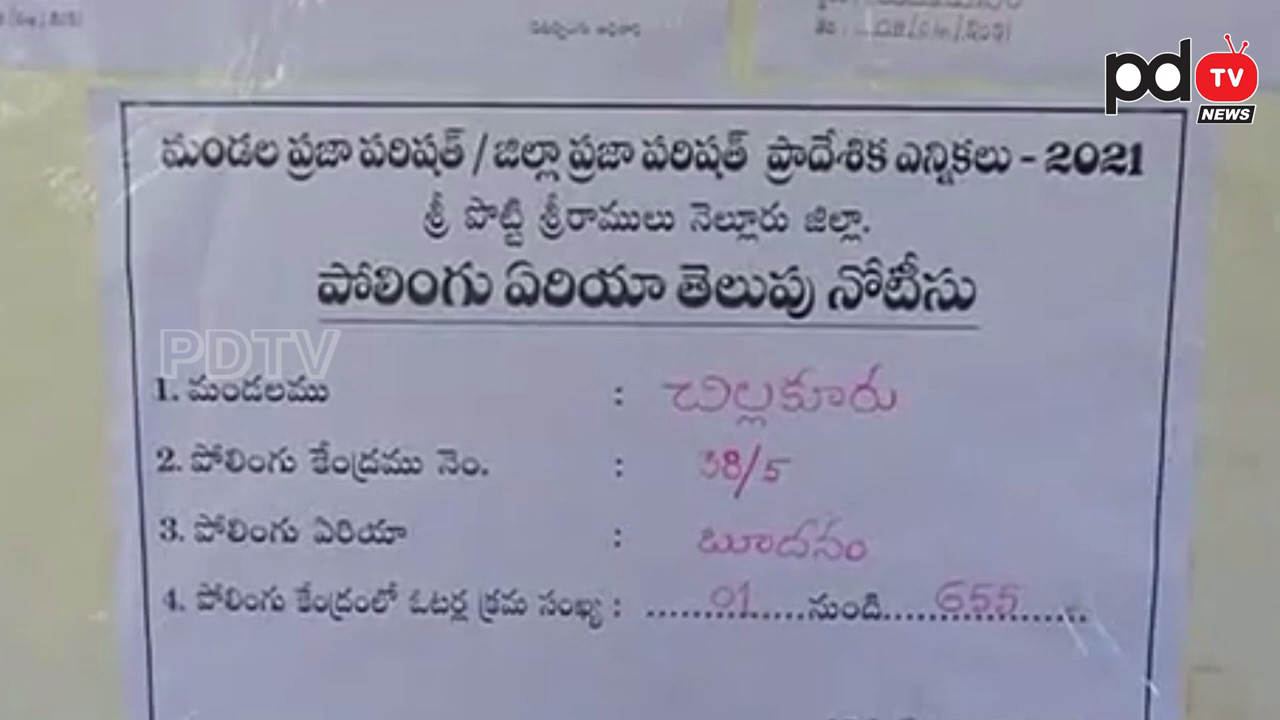 pd TV
NEWS
మండల ప్రజా పరిషత్ / జిల్లా ప్రజా పరిషత్ ప్రాదేశిక ఎన్నికలు - 2021
శ్రీ పొట్టి శ్రీరాములు నెల్లూరు జిల్లా.
పోలింగు ఏరియా తెలుపు నోటీసు
PDTV
1. మండలము : చిల్లకూరు
2. పోలింగు కేంద్రము నెం. : 38/5
3. పోలింగు ఏరియా : బూదనం
4. పోలింగు కేంద్రంలో ఓటర్ల క్రమ సంఖ్య : .......01.......నుండి.....655........